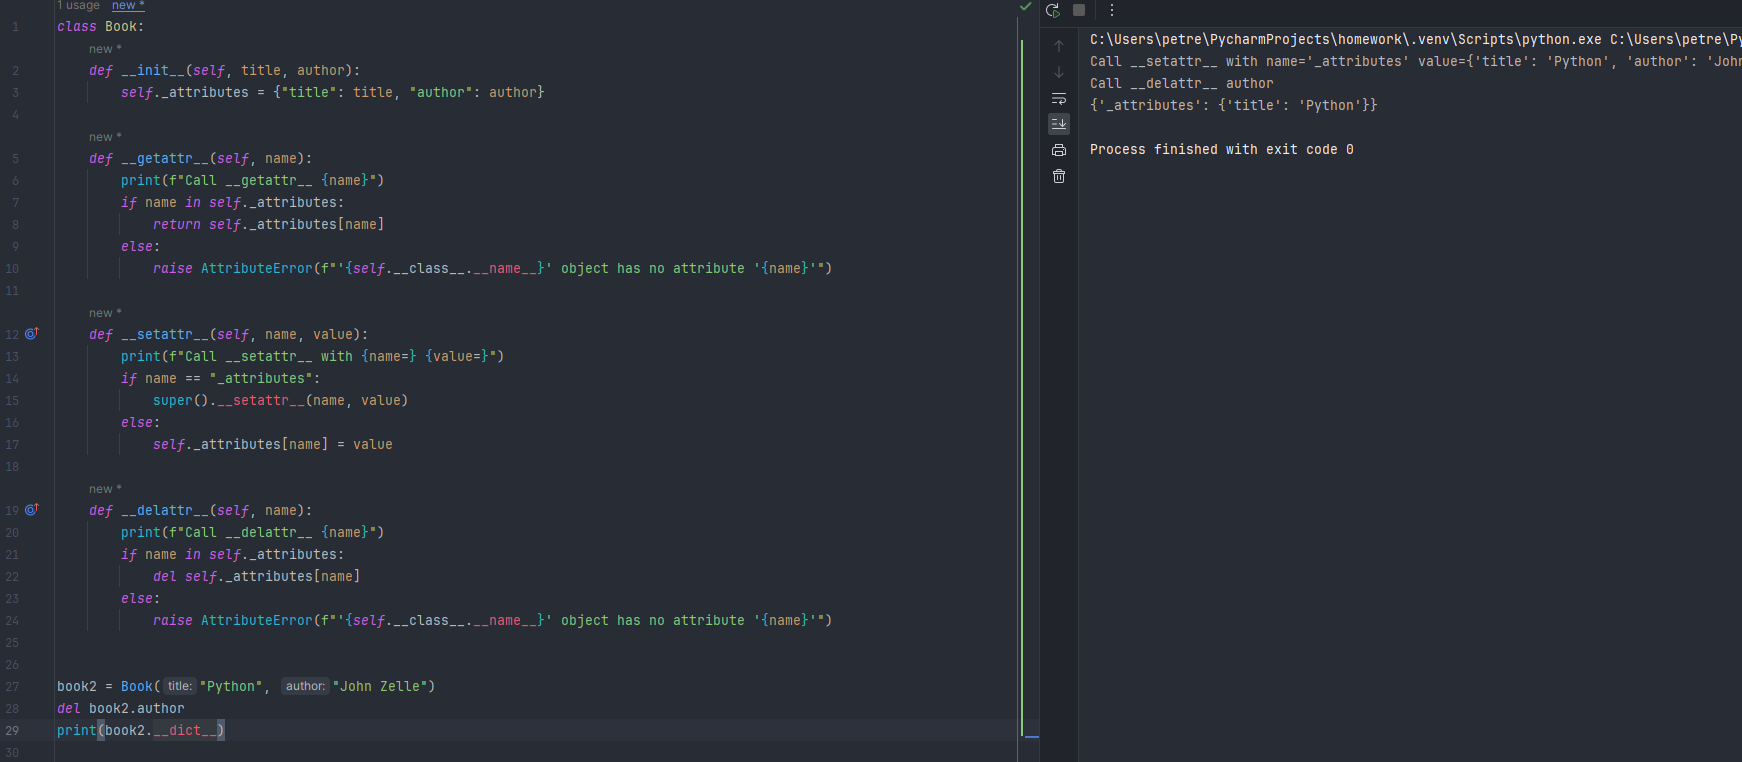 1 usage new *
1 class Book:
new *
2 def __init__(self, title, author):
3 self._attributes = {"title": title, "author": author}
4
new *
5 def __getattr__(self, name):
6 print(f"Call __getattr__ {name}")
7 if name in self._attributes:
8 return self._attributes[name]
9 else:
10 raise AttributeError(f"'{self.__class__.__name__}' object has no attribute '{name}'")
11
new *
12 def __setattr__(self, name, value):
13 print(f"Call __setattr__ with {name=} {value=}")
14 if name == "_attributes":
15 super().__setattr__(name, value)
16 else:
17 self._attributes[name] = value
18
new *
19 def __delattr__(self, name):
20 print(f"Call __delattr__ {name}")
21 if name in self._attributes:
22 del self._attributes[name]
23 else:
24 raise AttributeError(f"'{self.__class__.__name__}' object has no attribute '{name}'")
25
26
27 book2 = Book( title: "Python", author: "John Zelle")
28 del book2.author
29 print(book2.__dict__)
30
C:\Users\petre\PycharmProjects\homework\.venv\Scripts\python.exe C:\Users\petre\Py
Call __setattr__ with name='_attributes' value={'title': 'Python', 'author': 'John
Call __delattr__ author
{'_attributes': {'title': 'Python'}}
Process finished with exit code 0